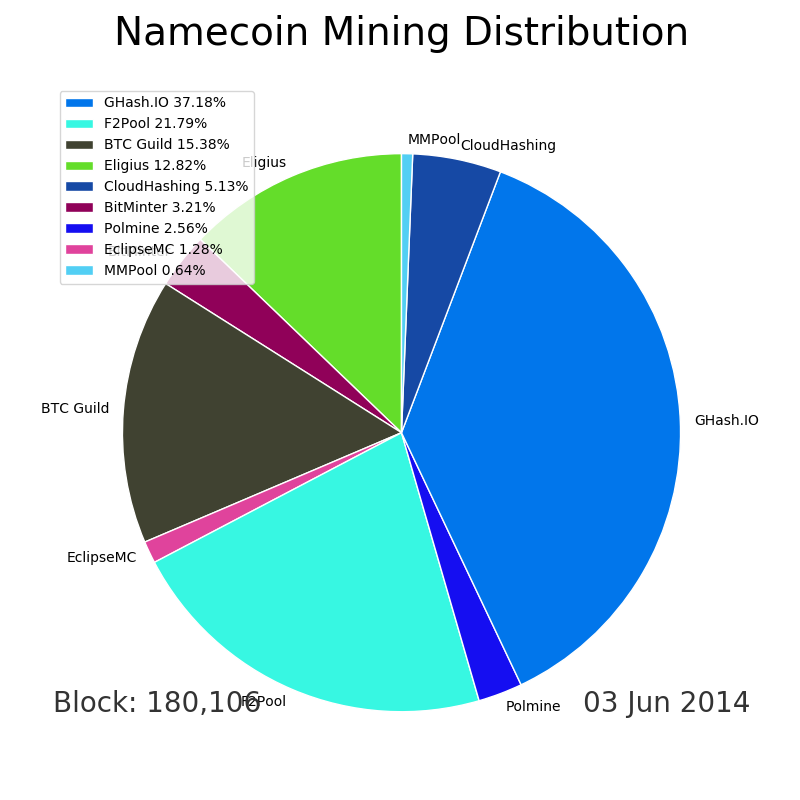 Namecoin Mining Distribution
GHash.IO 37.18%
F2Pool 21.79%
BTC Guild 15.38%
Eligius 12.82%
CloudHashing 5.13%
BitMinter 3.21%
Polmine 2.56%
EclipseMC 1.28%
MMPool 0.64%
MMPool
CloudHashing
Eligius
BTC Guild
GHash.IO
EclipseMC
F2Pool
Polmine
Block: 180,106
03 Jun 2014